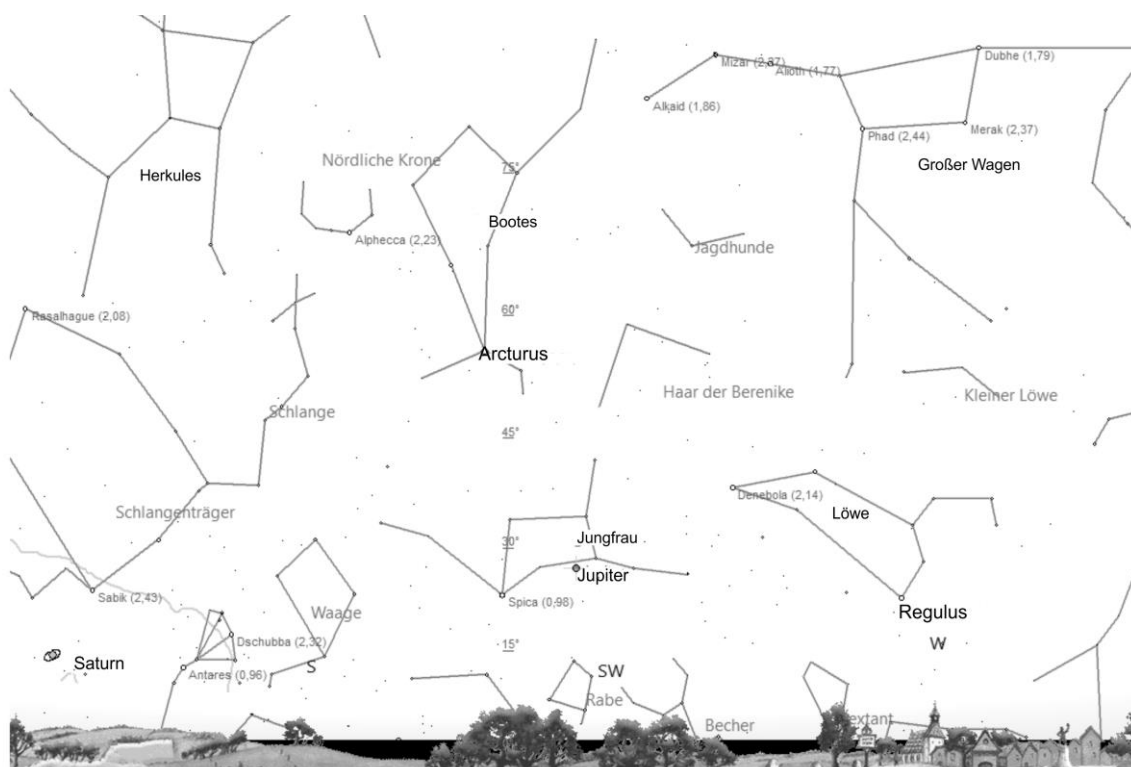 Mizar (2,37)
Alioth (1,77)
Dubhe (1,79)
Alkaid (1,86)
Phad (2,44)
Merak (2,37)
Nördliche Krone
75°
Großer Wagen
Herkules
Bootes
Alphecca (2,23)
Jagdhunde
60°
Rasalhague (2,08)
Arcturus
Haar der Berenike
Kleiner Löwe
Schlange
45°
Denebola (2,14)
Schlangenträger
Löwe
30°
Jungfrau
Jupiter
Sabik (2,43)
Spica (0,98)
Waage
Regulus
Dschubba (2,32)
15°
W
Saturn
S
Antares (0,96)
SW
Rabe
Becher
Sextant